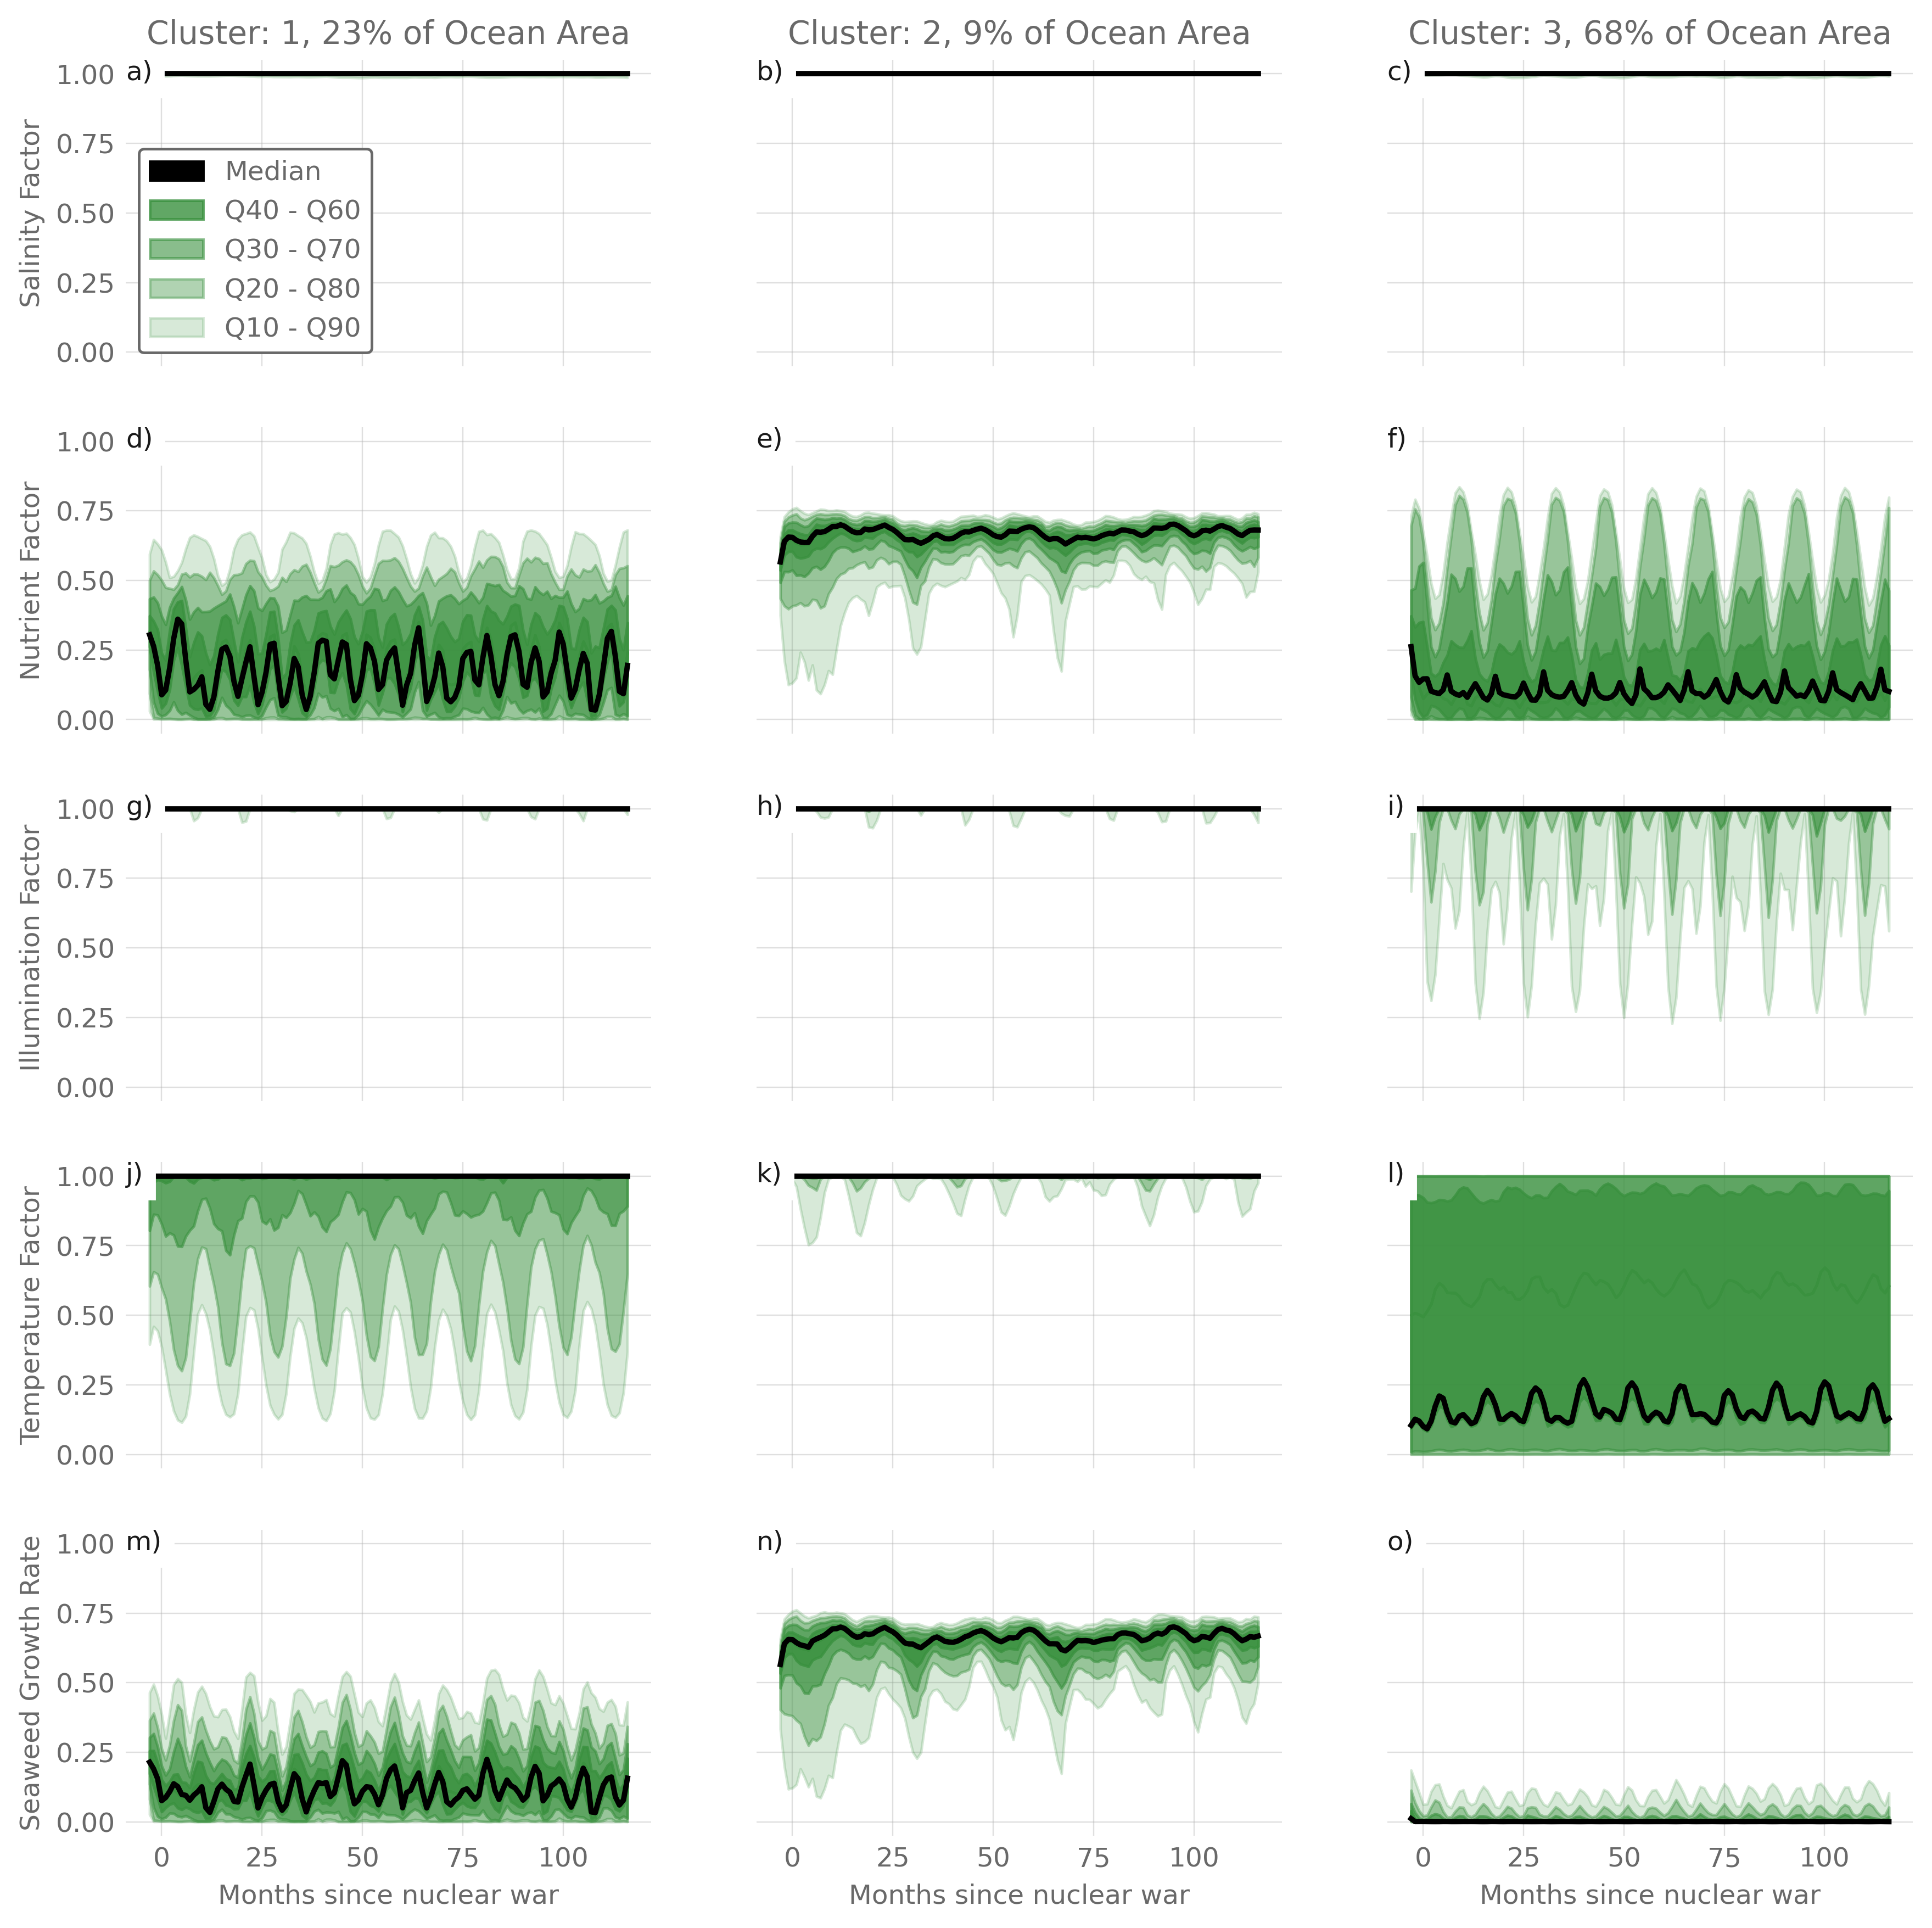 Cluster: 1, 23% of Ocean Area
Cluster: 2, 9% of Ocean Area
Cluster: 3, 68% of Ocean Area
a)
b)
c)
Salinity Factor
1.00
0.75
0.50
0.25
0.00
Median
Q40 - Q60
Q30 - Q70
Q20 - Q80
Q10 - Q90
d)
e)
f)
Nutrient Factor
1.00
0.75
0.50
0.25
0.00
g)
h)
i)
Illumination Factor
1.00
0.75
0.50
0.25
0.00
j)
k)
l)
Temperature Factor
1.00
0.75
0.50
0.25
0.00
m)
n)
o)
Seaweed Growth Rate
1.00
0.75
0.50
0.25
0.00
0 25 50 75 100
0 25 50 75 100
0 25 50 75 100
Months since nuclear war
Months since nuclear war
Months since nuclear war